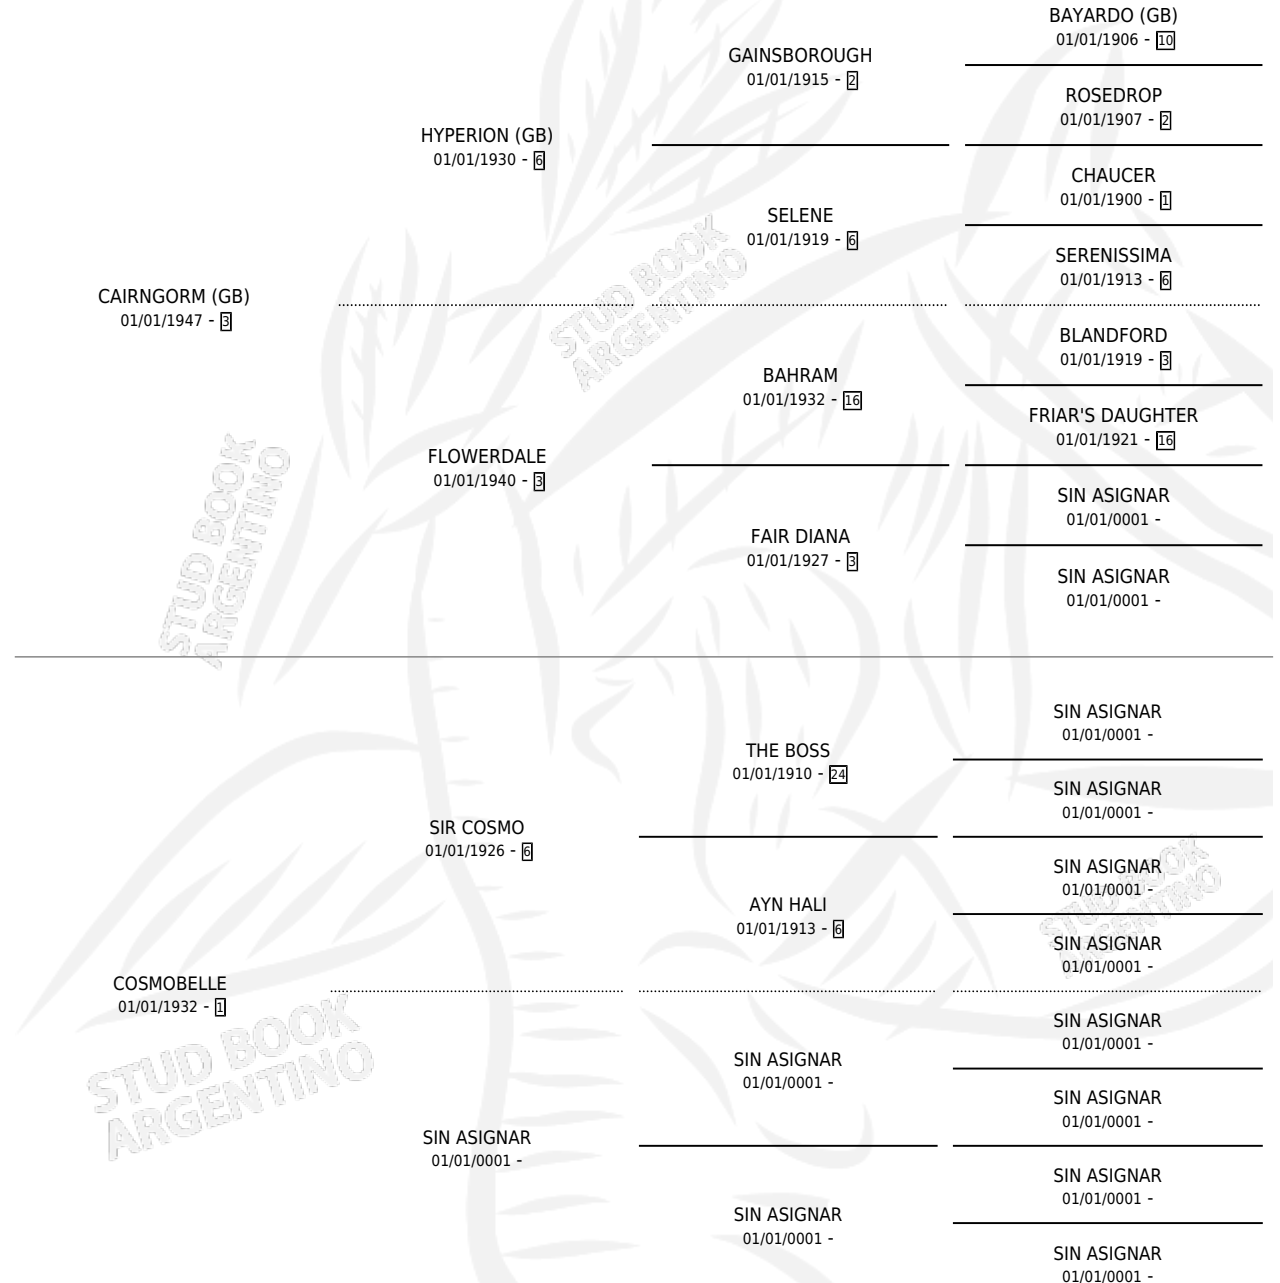 BAYARDO (GB)
01/01/1906 - 10
GAINSBOROUGH
01/01/1915 - 2
ROSEDROP
01/01/1907 - 2
HYPERION (GB)
01/01/1930 - 6
CHAUCER
01/01/1900 - 1
SELENE
01/01/1919 - 6
SERENISSIMA
01/01/1913 - 6
CAIRNGORM (GB)
01/01/1947 - 3
BLANDFORD
01/01/1919 - 3
BAHRAM
01/01/1932 - 16
FRIAR'S DAUGHTER
01/01/1921 - 16
FLOWERDALE
01/01/1940 - 3
SIN ASIGNAR
01/01/0001 -
FAIR DIANA
01/01/1927 - 3
SIN ASIGNAR
01/01/0001 -
SIN ASIGNAR
01/01/0001 -
THE BOSS
01/01/1910 - 24
SIN ASIGNAR
01/01/0001 -
SIR COSMO
01/01/1926 - 6
SIN ASIGNAR
01/01/0001 -
AYN HALI
01/01/1913 - 6
SIN ASIGNAR
01/01/0001 -
COSMOBELLE
01/01/1932 - 1
SIN ASIGNAR
01/01/0001 -
SIN ASIGNAR
01/01/0001 -
SIN ASIGNAR
01/01/0001 -
SIN ASIGNAR
01/01/0001 -
SIN ASIGNAR
01/01/0001 -
SIN ASIGNAR
01/01/0001 -
SIN ASIGNAR
01/01/0001 -
STUD BOOK
ARGENTINO
STUD BOOK
ARGENTINO
STUD BOOK
ARGENTINO
STUD BOOK
ARGENTINO